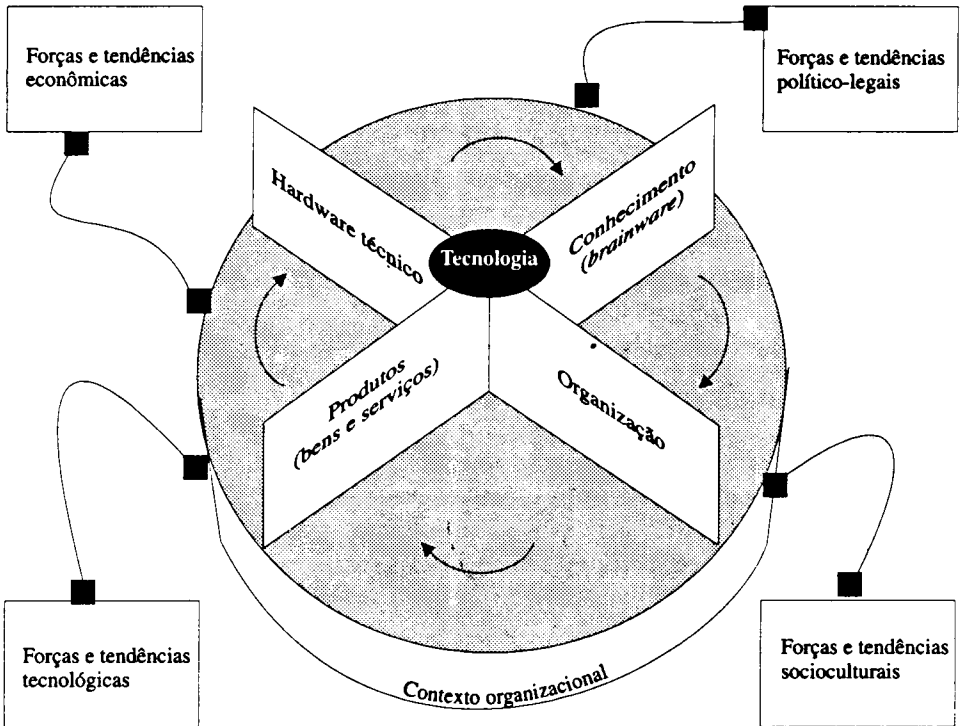 Forças e tendências
econômicas
Forças e tendências
político-legais
Hardware técnico
Conhecimento
(brainware)
Tecnologia
Produtos
(bens e serviços)
Organização
Forças e tendências
tecnológicas
Forças e tendências
socioculturais
Contexto organizacional